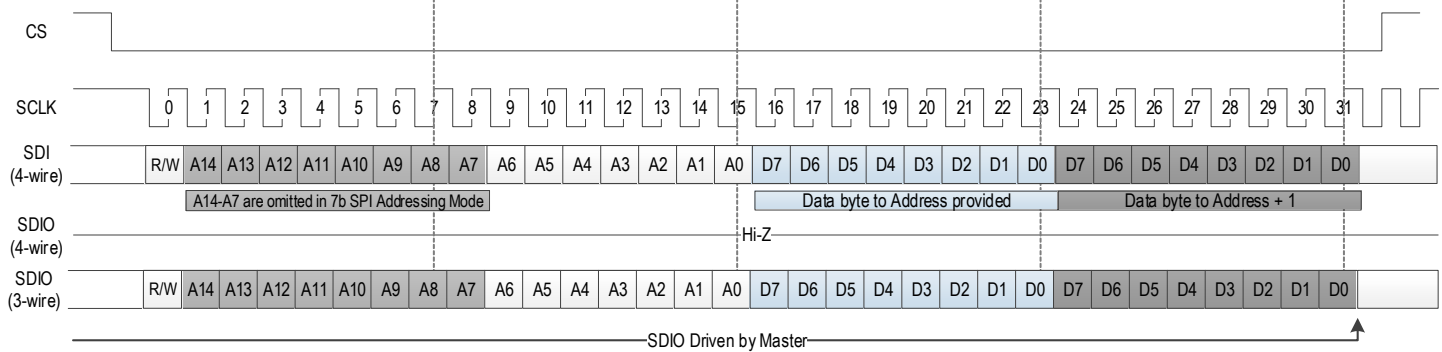 CS
SCLK 0 1 2 3 4 5 6 7 8 9 10 11 12 13 14 15 16 17 18 19 20 21 22 23 24 25 26 27 28 29 30 31
SDI
(4-wire)
R/W A14 A13 A12 A11 A10 A9 A8 A7 A6 A5 A4 A3 A2 A1 A0 D7 D6 D5 D4 D3 D2 D1 D0 D7 D6 D5 D4 D3 D2 D1 D0
A14-A7 are omitted in 7b SPI Addressing Mode
Data byte to Address provided
Data byte to Address + 1
SDIO
(4-wire)
Hi-Z
SDIO
(3-wire)
R/W A14 A13 A12 A11 A10 A9 A8 A7 A6 A5 A4 A3 A2 A1 A0 D7 D6 D5 D4 D3 D2 D1 D0 D7 D6 D5 D4 D3 D2 D1 D0
SDIO Driven by Master